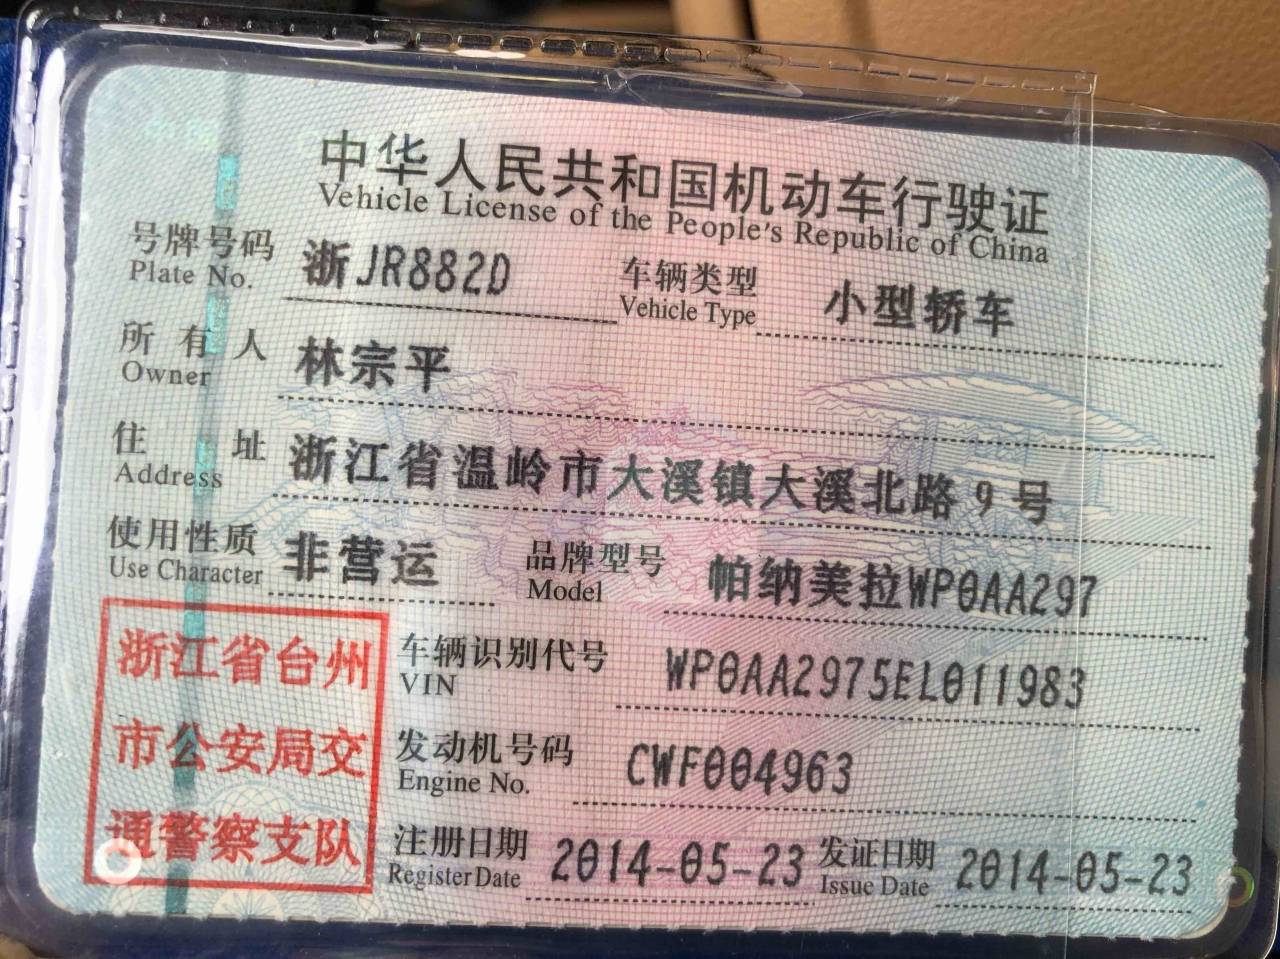 中华人民共和国机动车行驶证
Vehicle License of the People's Republic of China
号牌号码 浙JR882D 车辆类型 小型轿车
Plate No. Vehicle Type
所有人 林宗平
Owner
住址 浙江省温岭市大溪镇大溪北路9号
Address
使用性质 非营运 品牌型号 帕纳美拉WP0AA297
Use Character Model
浙江省台州
市公安局交
通警察支队
车辆识别代号 WP0AA2975EL011983
VIN
发动机号码 CWF004963
Engine No.
注册日期 2014-05-23 发证日期 2014-05-23
Register Date Issue Date